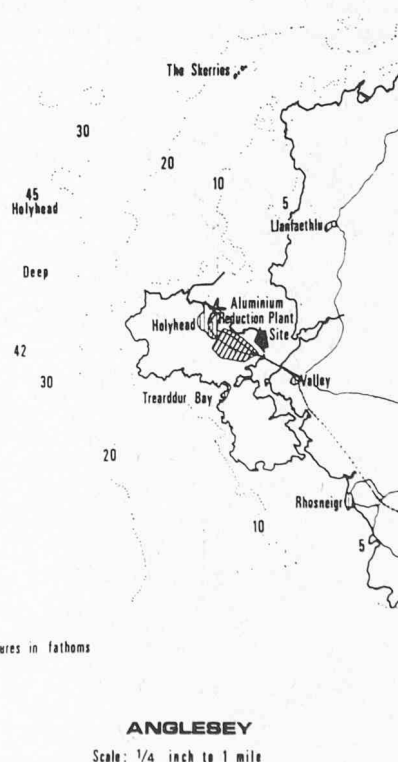 The Skerries
30
20
10
45
Holyhead
5
Llanfaethlu
Deep
4
Aluminium
Reduction Plant
Site
Holyhead
42
30
Valley
Trearddur Bay
20
Rhosneigr
10
5
in fathoms
ANGLESEY
Scale: 1/4 inch to 1 mile